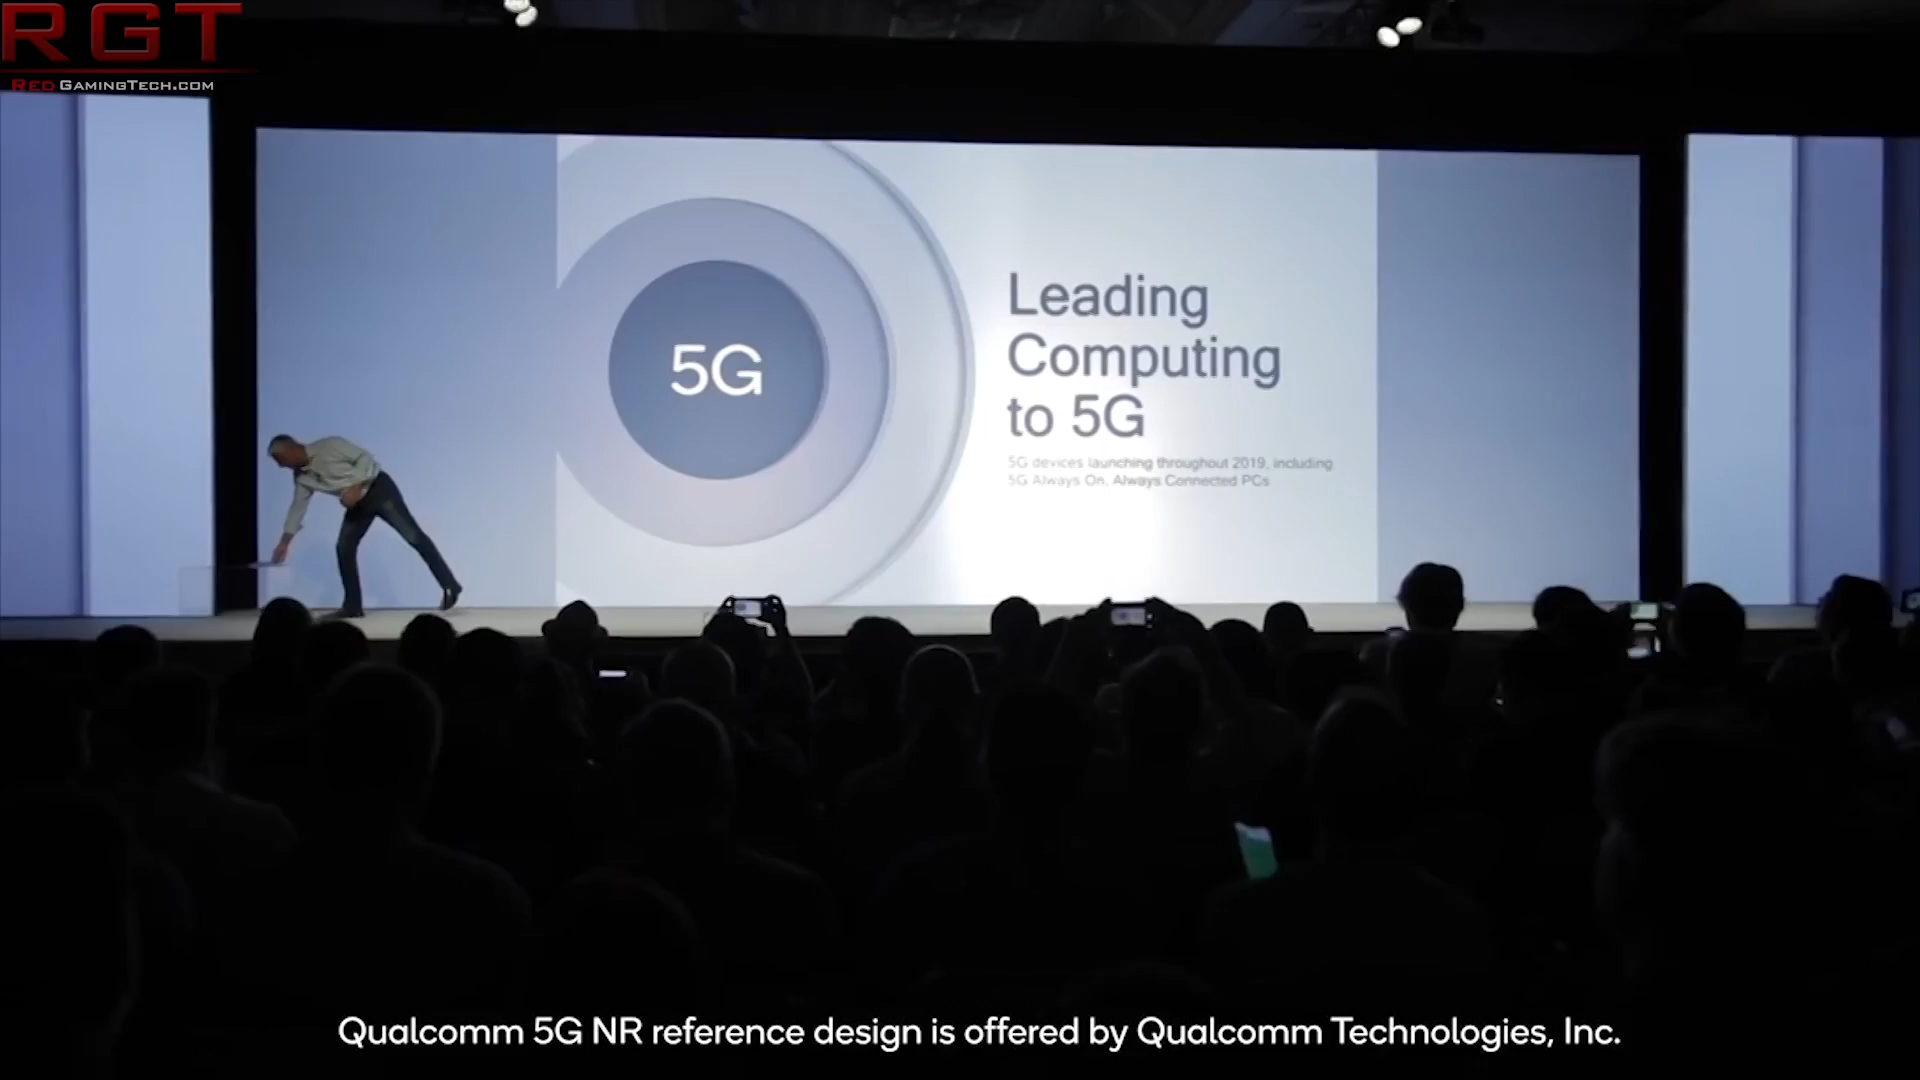 RGT
RedGamingTech.com
5G
Leading
Computing
to 5G
5G devices launching throughout 2019, including
5G Always On, Always Connected PCs
Qualcomm 5G NR reference design is offered by Qualcomm Technologies, Inc.